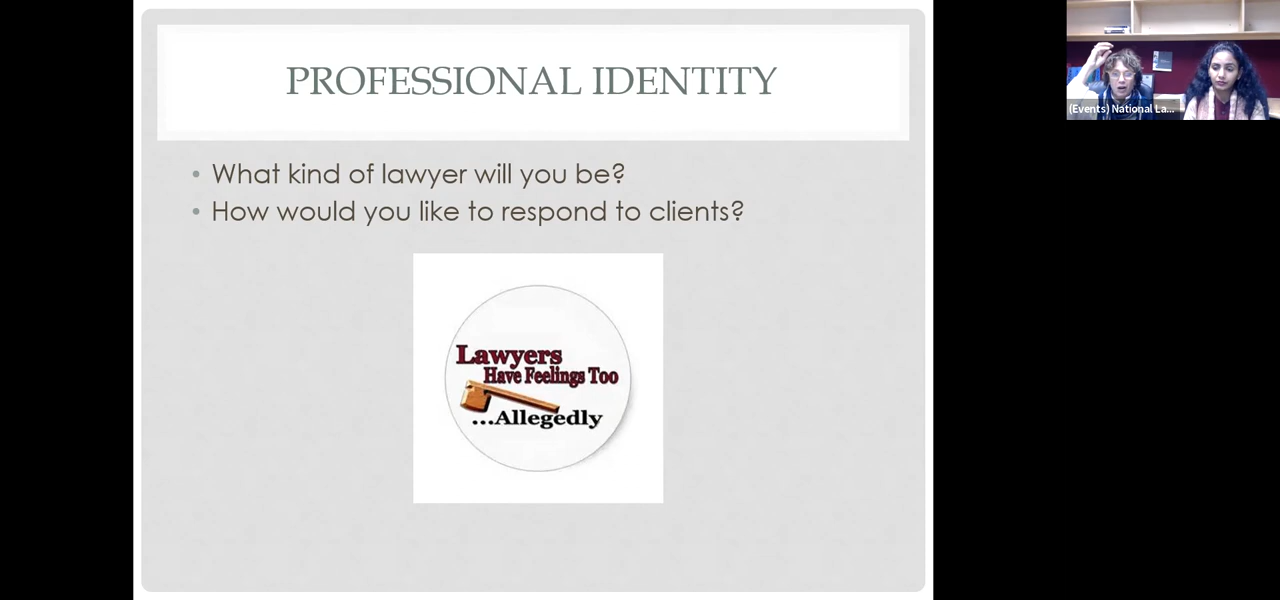 PROFESSIONAL IDENTITY
• What kind of lawyer will you be?
• How would you like to respond to clients?
Lawyers
Have Feelings Too
...Allegedly
(Events) National La...